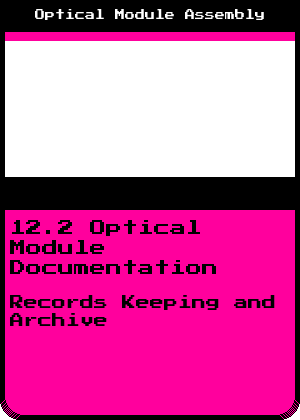 Optical Module Assembly
12.2 Optical
Module
Documentation
Records Keeping and
Archive